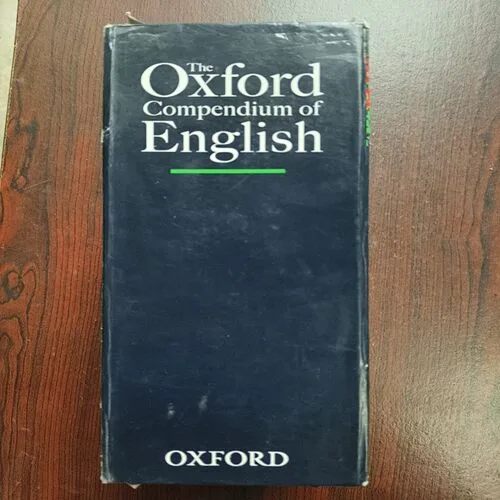 The
Oxford
Compendium of
English
OXFORD